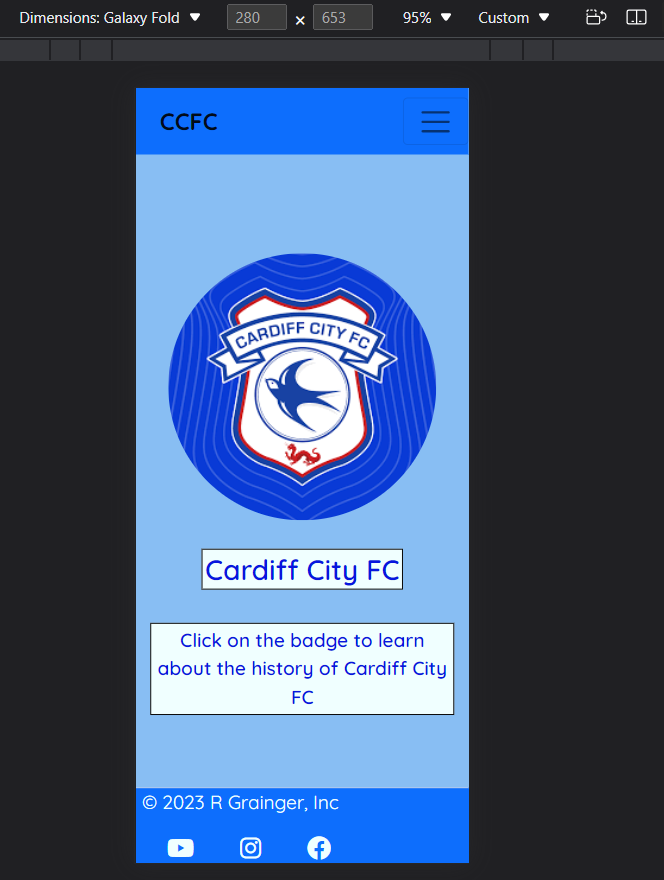 Dimensions: Galaxy Fold 280 × 653 95% Custom
CCFC
CARDIFF CITY FC
Cardiff City FC
Click on the badge to learn
about the history of Cardiff City
FC
© 2023 R Grainger, Inc